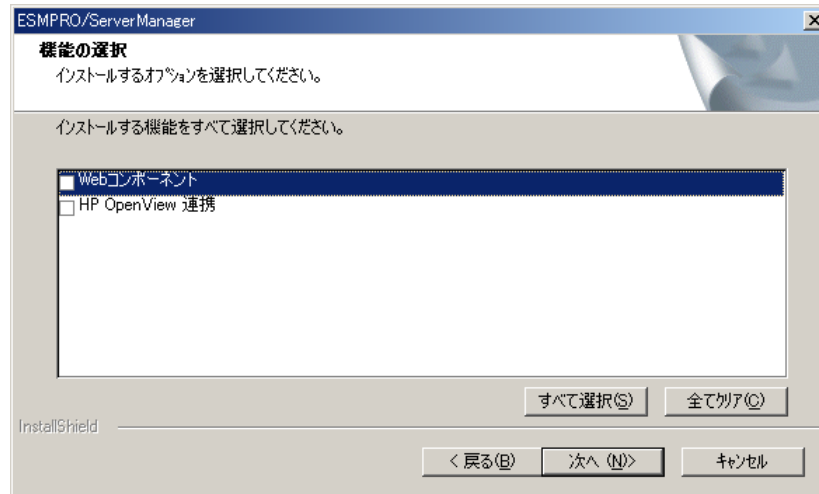 ESMPRO/ServerManager
機能の選択
インストールするオプションを選択してください。
インストールする機能をすべて選択してください。
Webコンポーネント
HP OpenView 連携
すべて選択(S) 全てクリア(C)
InstallShield
< 戻る(B) 次へ (N)> キャンセル